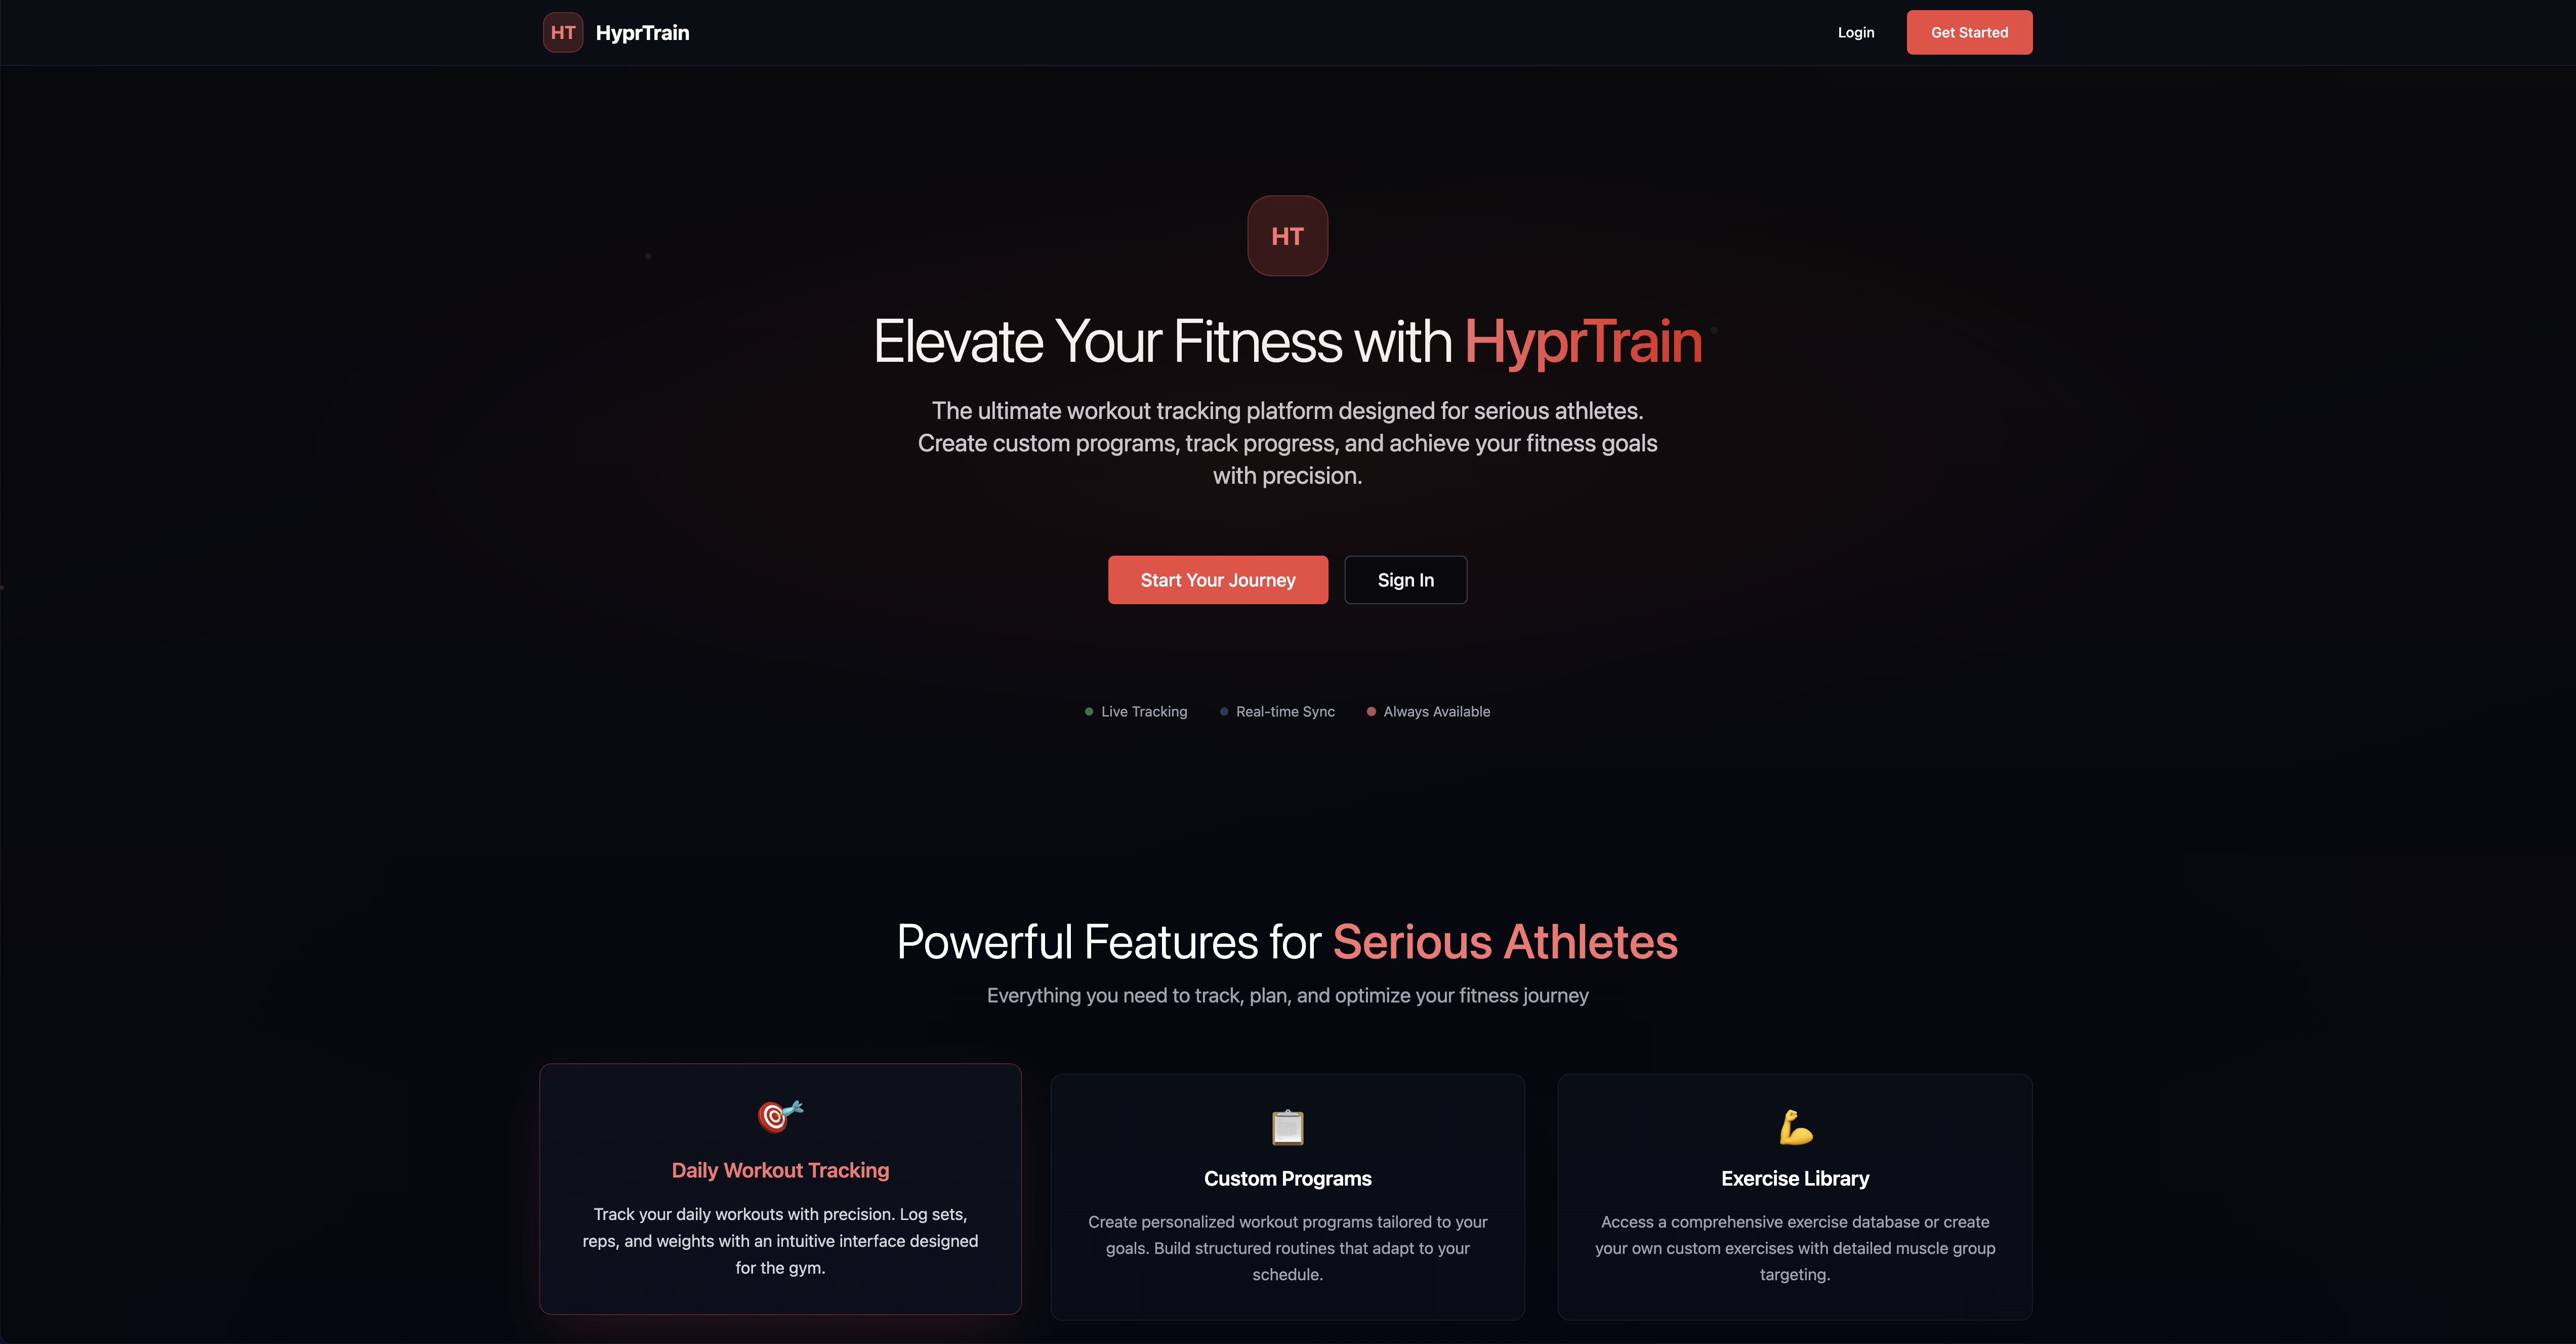 HT HyprTrain Login Get Started
HT
Elevate Your Fitness with HyprTrain
The ultimate workout tracking platform designed for serious athletes.
Create custom programs, track progress, and achieve your fitness goals
with precision.
Start Your Journey Sign In
Live Tracking Real-time Sync Always Available
Powerful Features for Serious Athletes
Everything you need to track, plan, and optimize your fitness journey
Daily Workout Tracking
Track your daily workouts with precision. Log sets,
reps, and weights with an intuitive interface designed
for the gym.
Custom Programs
Create personalized workout programs tailored to your
goals. Build structured routines that adapt to your
schedule.
Exercise Library
Access a comprehensive exercise database or create
your own custom exercises with detailed muscle group
targeting.